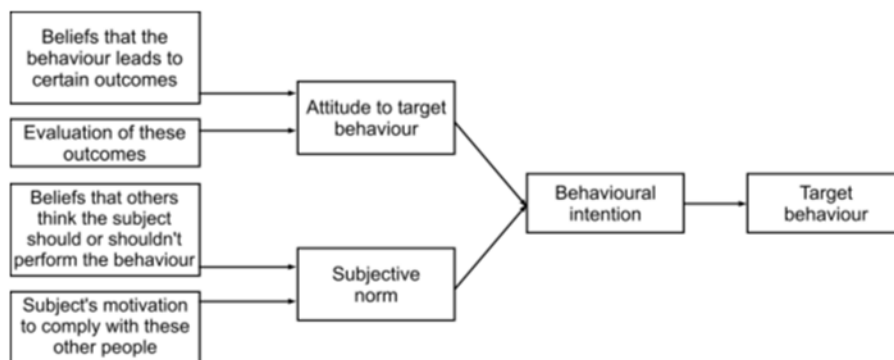 Beliefs that the
behaviour leads to
certain outcomes
Evaluation of these
outcomes
Beliefs that others
think the subject
should or shouldn't
perform the behaviour
Subject's motivation
to comply with these
other people
Attitude to target
behaviour
Subjective
norm
Behavioural
intention
Target
behaviour